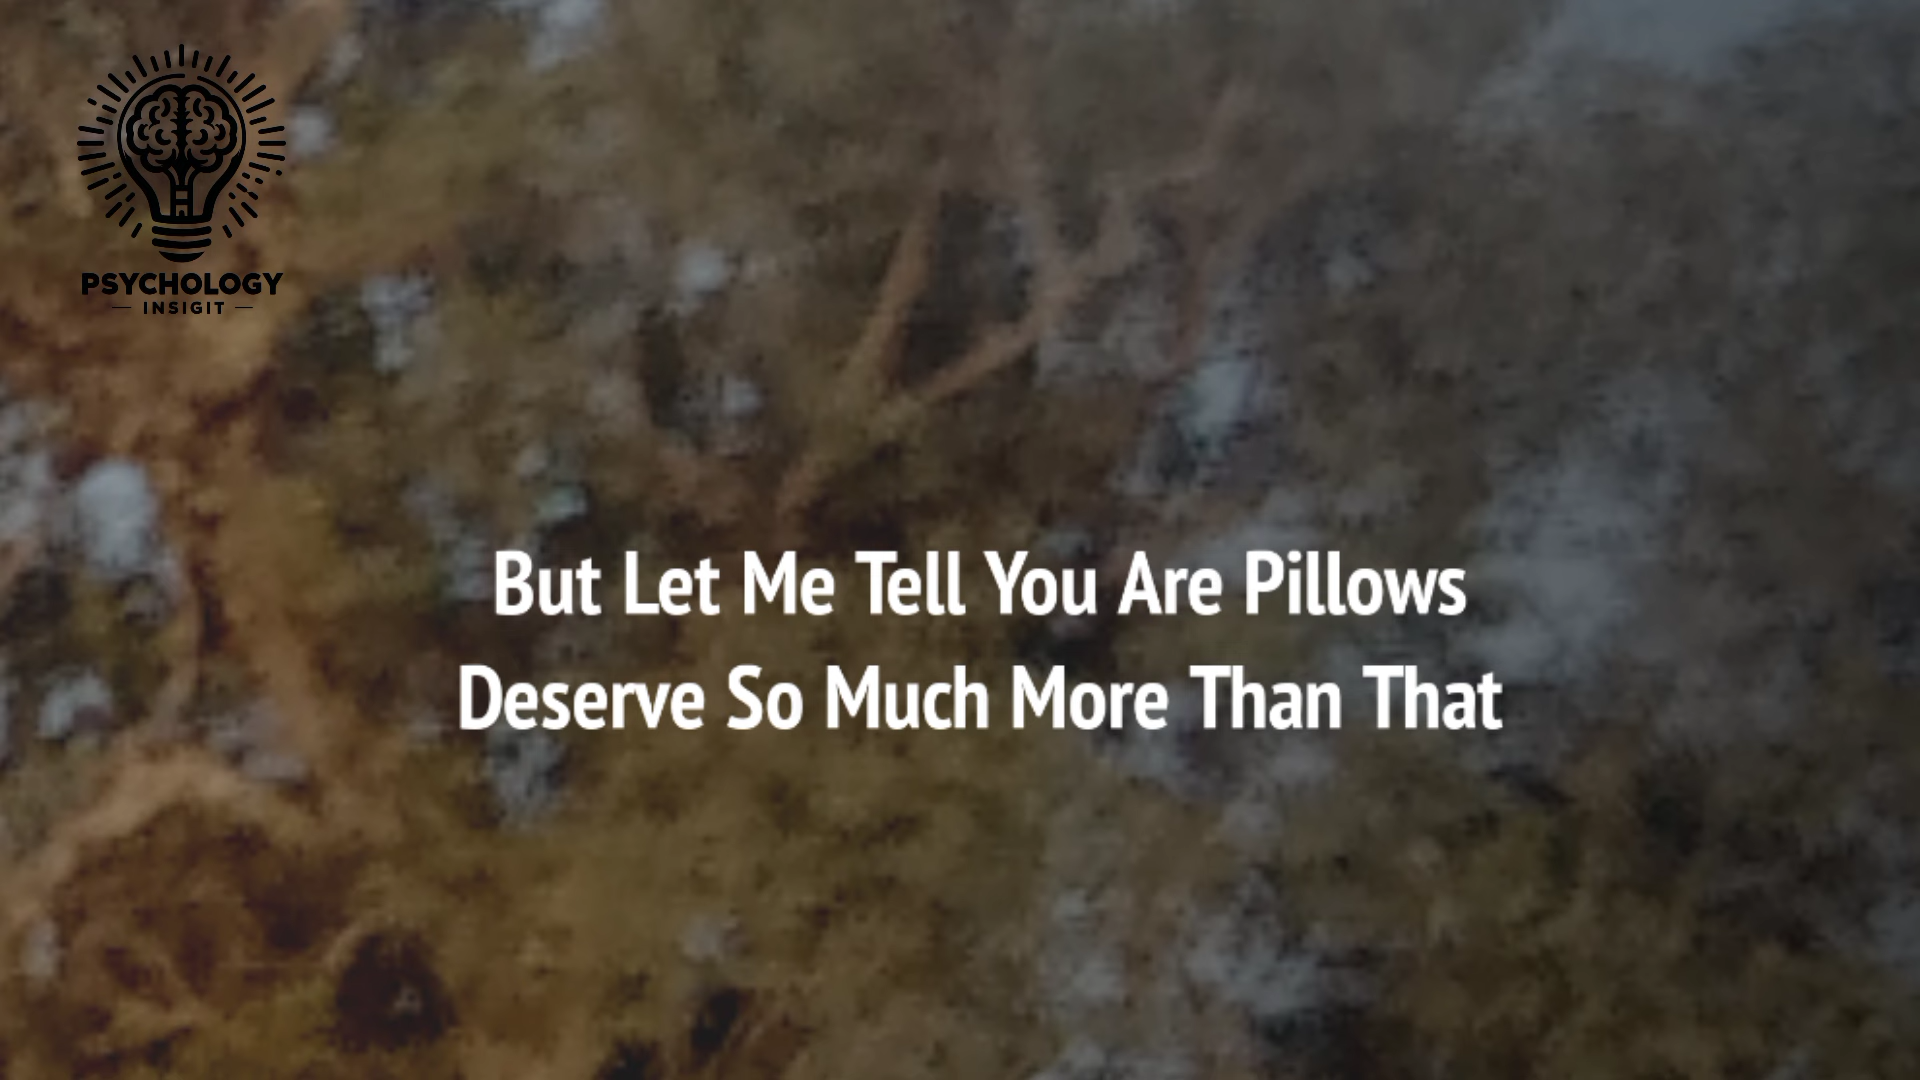 PSYCHOLOGY
INSIGIT
But Let Me Tell You Are Pillows
Deserve So Much More Than That